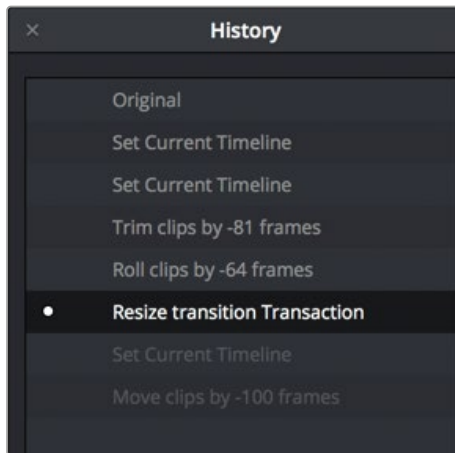 History
Original
Set Current Timeline
Set Current Timeline
Trim clips by -81 frames
Roll clips by -64 frames
Resize transition Transaction
Set Current Timeline
Move clips by -100 frames